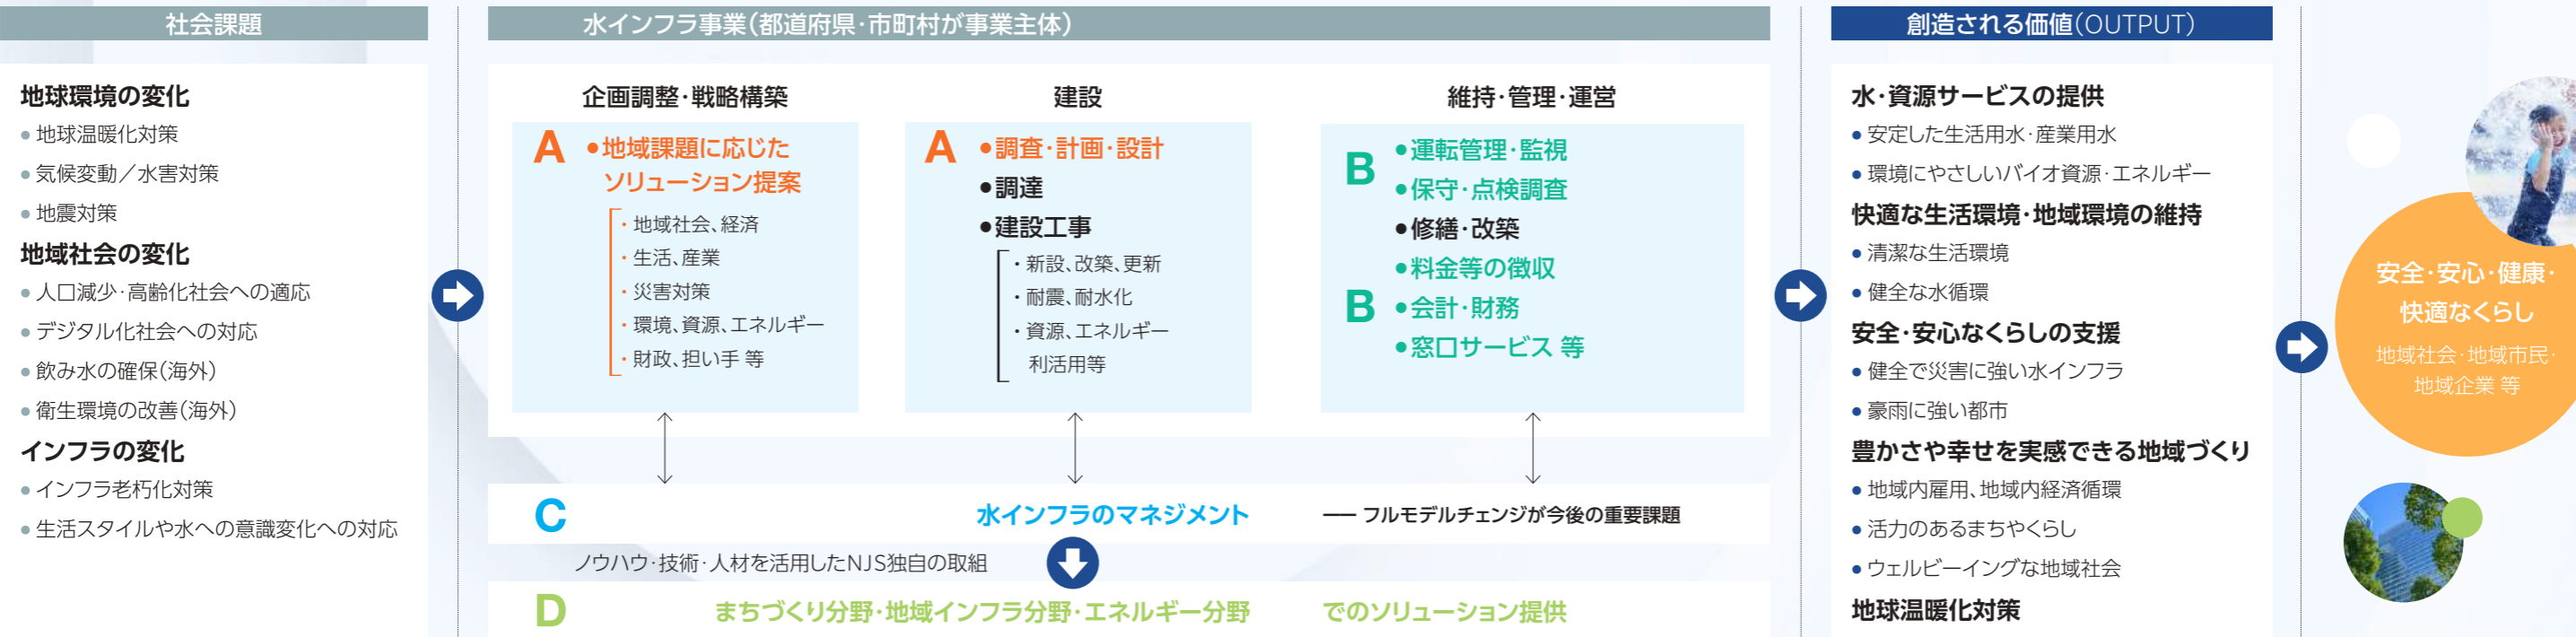 社会課題
地球環境の変化
● 地球温暖化対策
● 気候変動／水害対策
● 地震対策
地域社会の変化
● 人口減少・高齢化社会への適応
● デジタル化社会への対応
● 飲み水の確保(海外)
● 衛生環境の改善(海外)
インフラの変化
● インフラ老朽化対策
● 生活スタイルや水への意識変化への対応
水インフラ事業(都道府県・市町村が事業主体)
企画調整・戦略構築
A ●地域課題に応じた
ソリューション提案
・地域社会、経済
・生活、産業
・災害対策
・環境、資源、エネルギー
・財政、担い手 等
建設
A ●調査・計画・設計
●調達
●建設工事
・新設、改築、更新
・耐震、耐水化
・資源、エネルギー
利活用等
維持・管理・運営
B ●運転管理・監視
●保守・点検調査
●修繕・改築
●料金等の徴収
B ●会計・財務
●窓口サービス 等
C 水インフラのマネジメント ── フルモデルチェンジが今後の重要課題
ノウハウ・技術・人材を活用したNJS独自の取組
D まちづくり分野・地域インフラ分野・エネルギー分野 でのソリューション提供
創造される価値(OUTPUT)
水・資源サービスの提供
● 安定した生活用水・産業用水
● 環境にやさしいバイオ資源・エネルギー
快適な生活環境・地域環境の維持
● 清潔な生活環境
● 健全な水循環
安全・安心なくらしの支援
● 健全で災害に強い水インフラ
● 豪雨に強い都市
豊かさや幸せを実感できる地域づくり
● 地域内雇用、地域内経済循環
● 活力のあるまちやくらし
● ウェルビーイングな地域社会
地球温暖化対策
安全・安心・健康・
快適なくらし
地域社会・地域市民・
地域企業 等